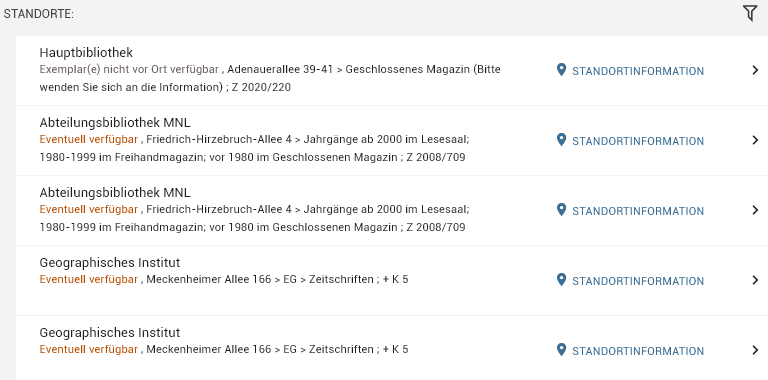 STANDORTE:
Hauptbibliothek
Exemplar(e) nicht vor Ort verfügbar , Adenauerallee 39-41 > Geschlossenes Magazin (Bitte
wenden Sie sich an die Information) ; Z 2020/220
STANDORTINFORMATION
Abteilungsbibliothek MNL
Eventuell verfügbar , Friedrich-Hirzebruch-Allee 4 > Jahrgänge ab 2000 im Lesesaal;
1980-1999 im Freihandmagazin; vor 1980 im Geschlossenen Magazin ; Z 2008/709
STANDORTINFORMATION
Abteilungsbibliothek MNL
Eventuell verfügbar , Friedrich-Hirzebruch-Allee 4 > Jahrgänge ab 2000 im Lesesaal;
1980-1999 im Freihandmagazin; vor 1980 im Geschlossenen Magazin ; Z 2008/709
STANDORTINFORMATION
Geographisches Institut
Eventuell verfügbar , Meckenheimer Allee 166 > EG > Zeitschriften ; + K 5
STANDORTINFORMATION
Geographisches Institut
Eventuell verfügbar , Meckenheimer Allee 166 > EG > Zeitschriften ; + K 5
STANDORTINFORMATION